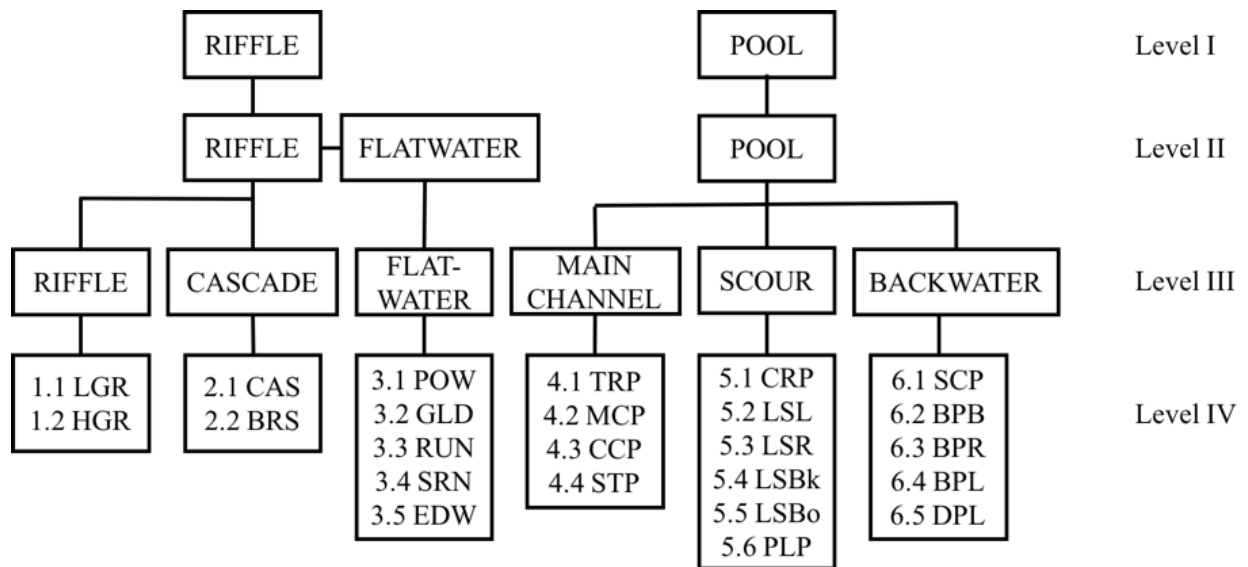 RIFFLE
POOL
Level I
RIFFLE
FLATWATER
POOL
Level II
RIFFLE
CASCADE
FLAT-
WATER
MAIN
CHANNEL
SCOUR
BACKWATER
Level III
1.1 LGR
1.2 HGR
2.1 CAS
2.2 BRS
3.1 POW
3.2 GLD
3.3 RUN
3.4 SRN
3.5 EDW
4.1 TRP
4.2 MCP
4.3 CCP
4.4 STP
5.1 CRP
5.2 LSL
5.3 LSR
5.4 LSBk
5.5 LSBo
5.6 PLP
6.1 SCP
6.2 BPB
6.3 BPR
6.4 BPL
6.5 DPL
Level IV